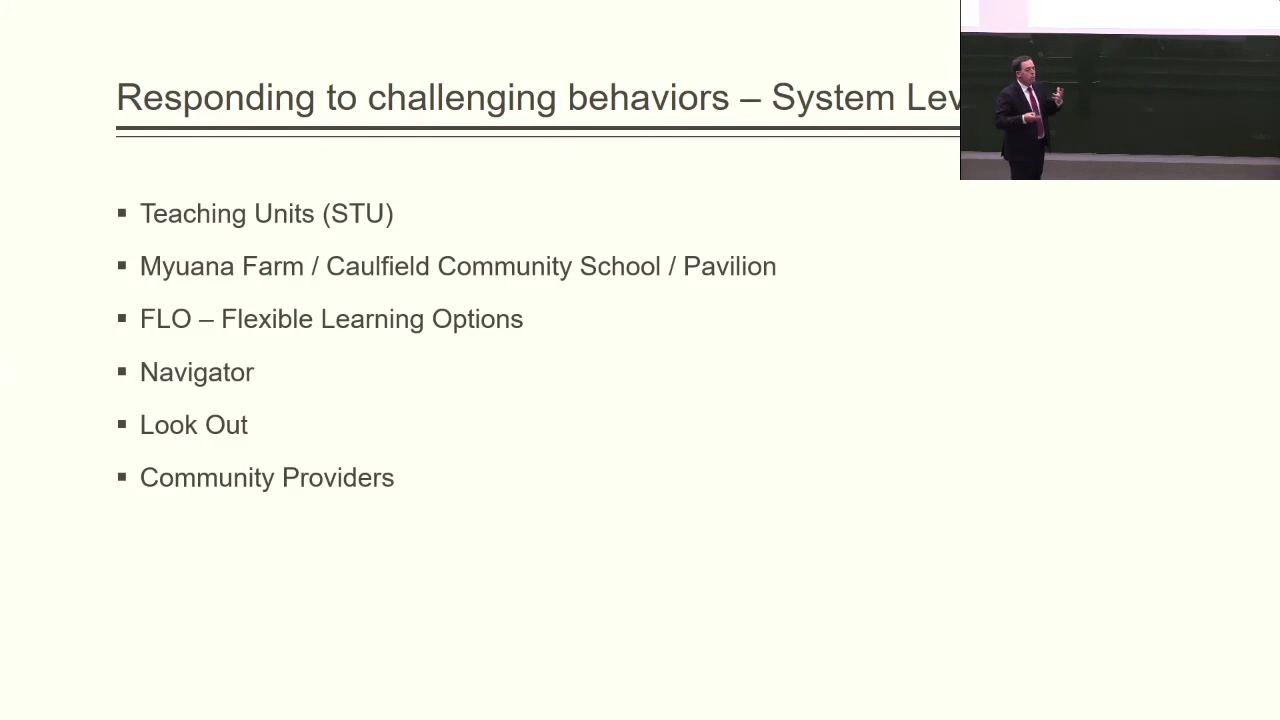 Responding to challenging behaviors – System Lev
▪ Teaching Units (STU)
▪ Myuana Farm / Caulfield Community School / Pavilion
▪ FLO – Flexible Learning Options
▪ Navigator
▪ Look Out
▪ Community Providers